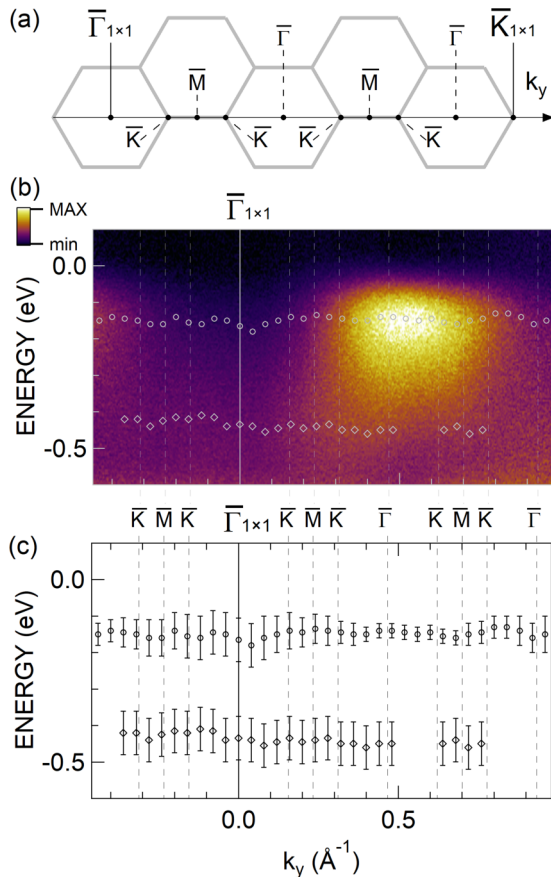 (a)
Γ̅1×1
Γ̅
Γ̅
K̅1×1
M̅
M̅
ky
K̅
K̅
K̅
K̅
(b)
Γ̅1×1
MAX
min
0.0
-0.5
ENERGY (eV)
K̅ M̅ K̅ Γ̅1×1 K̅ M̅ K̅ Γ̅ K̅ M̅ K̅ Γ̅
(c)
0.0
-0.5
ENERGY (eV)
0.0 0.5
ky (Å-1)